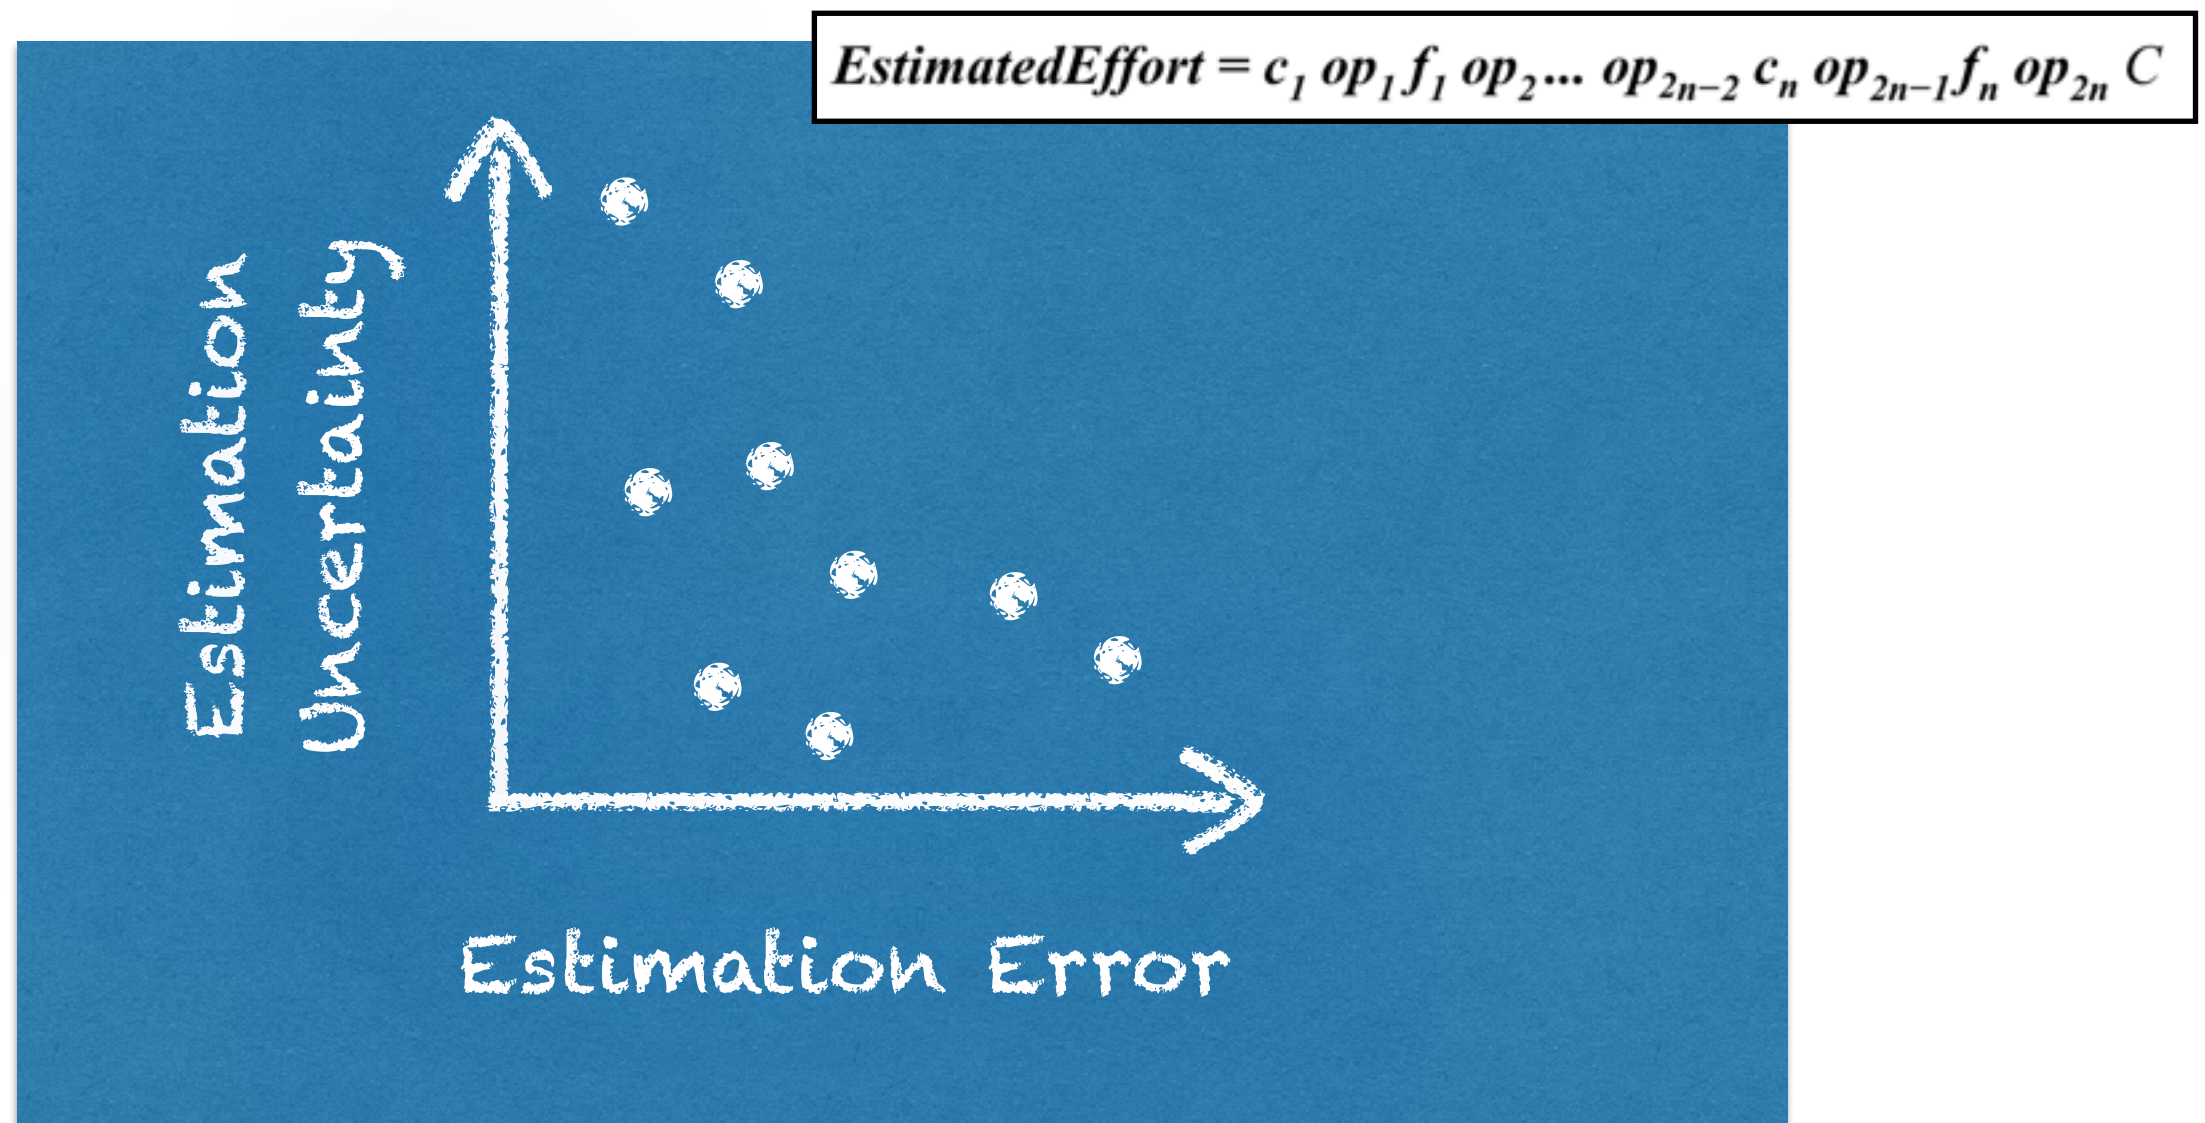 EstimatedEffort = c₁ op₁ f₁ op₂ ... op₂ₙ₋₂ cₙ op₂ₙ₋₁ fₙ op₂ₙ C
Estimation
Uncertainty
Estimation Error